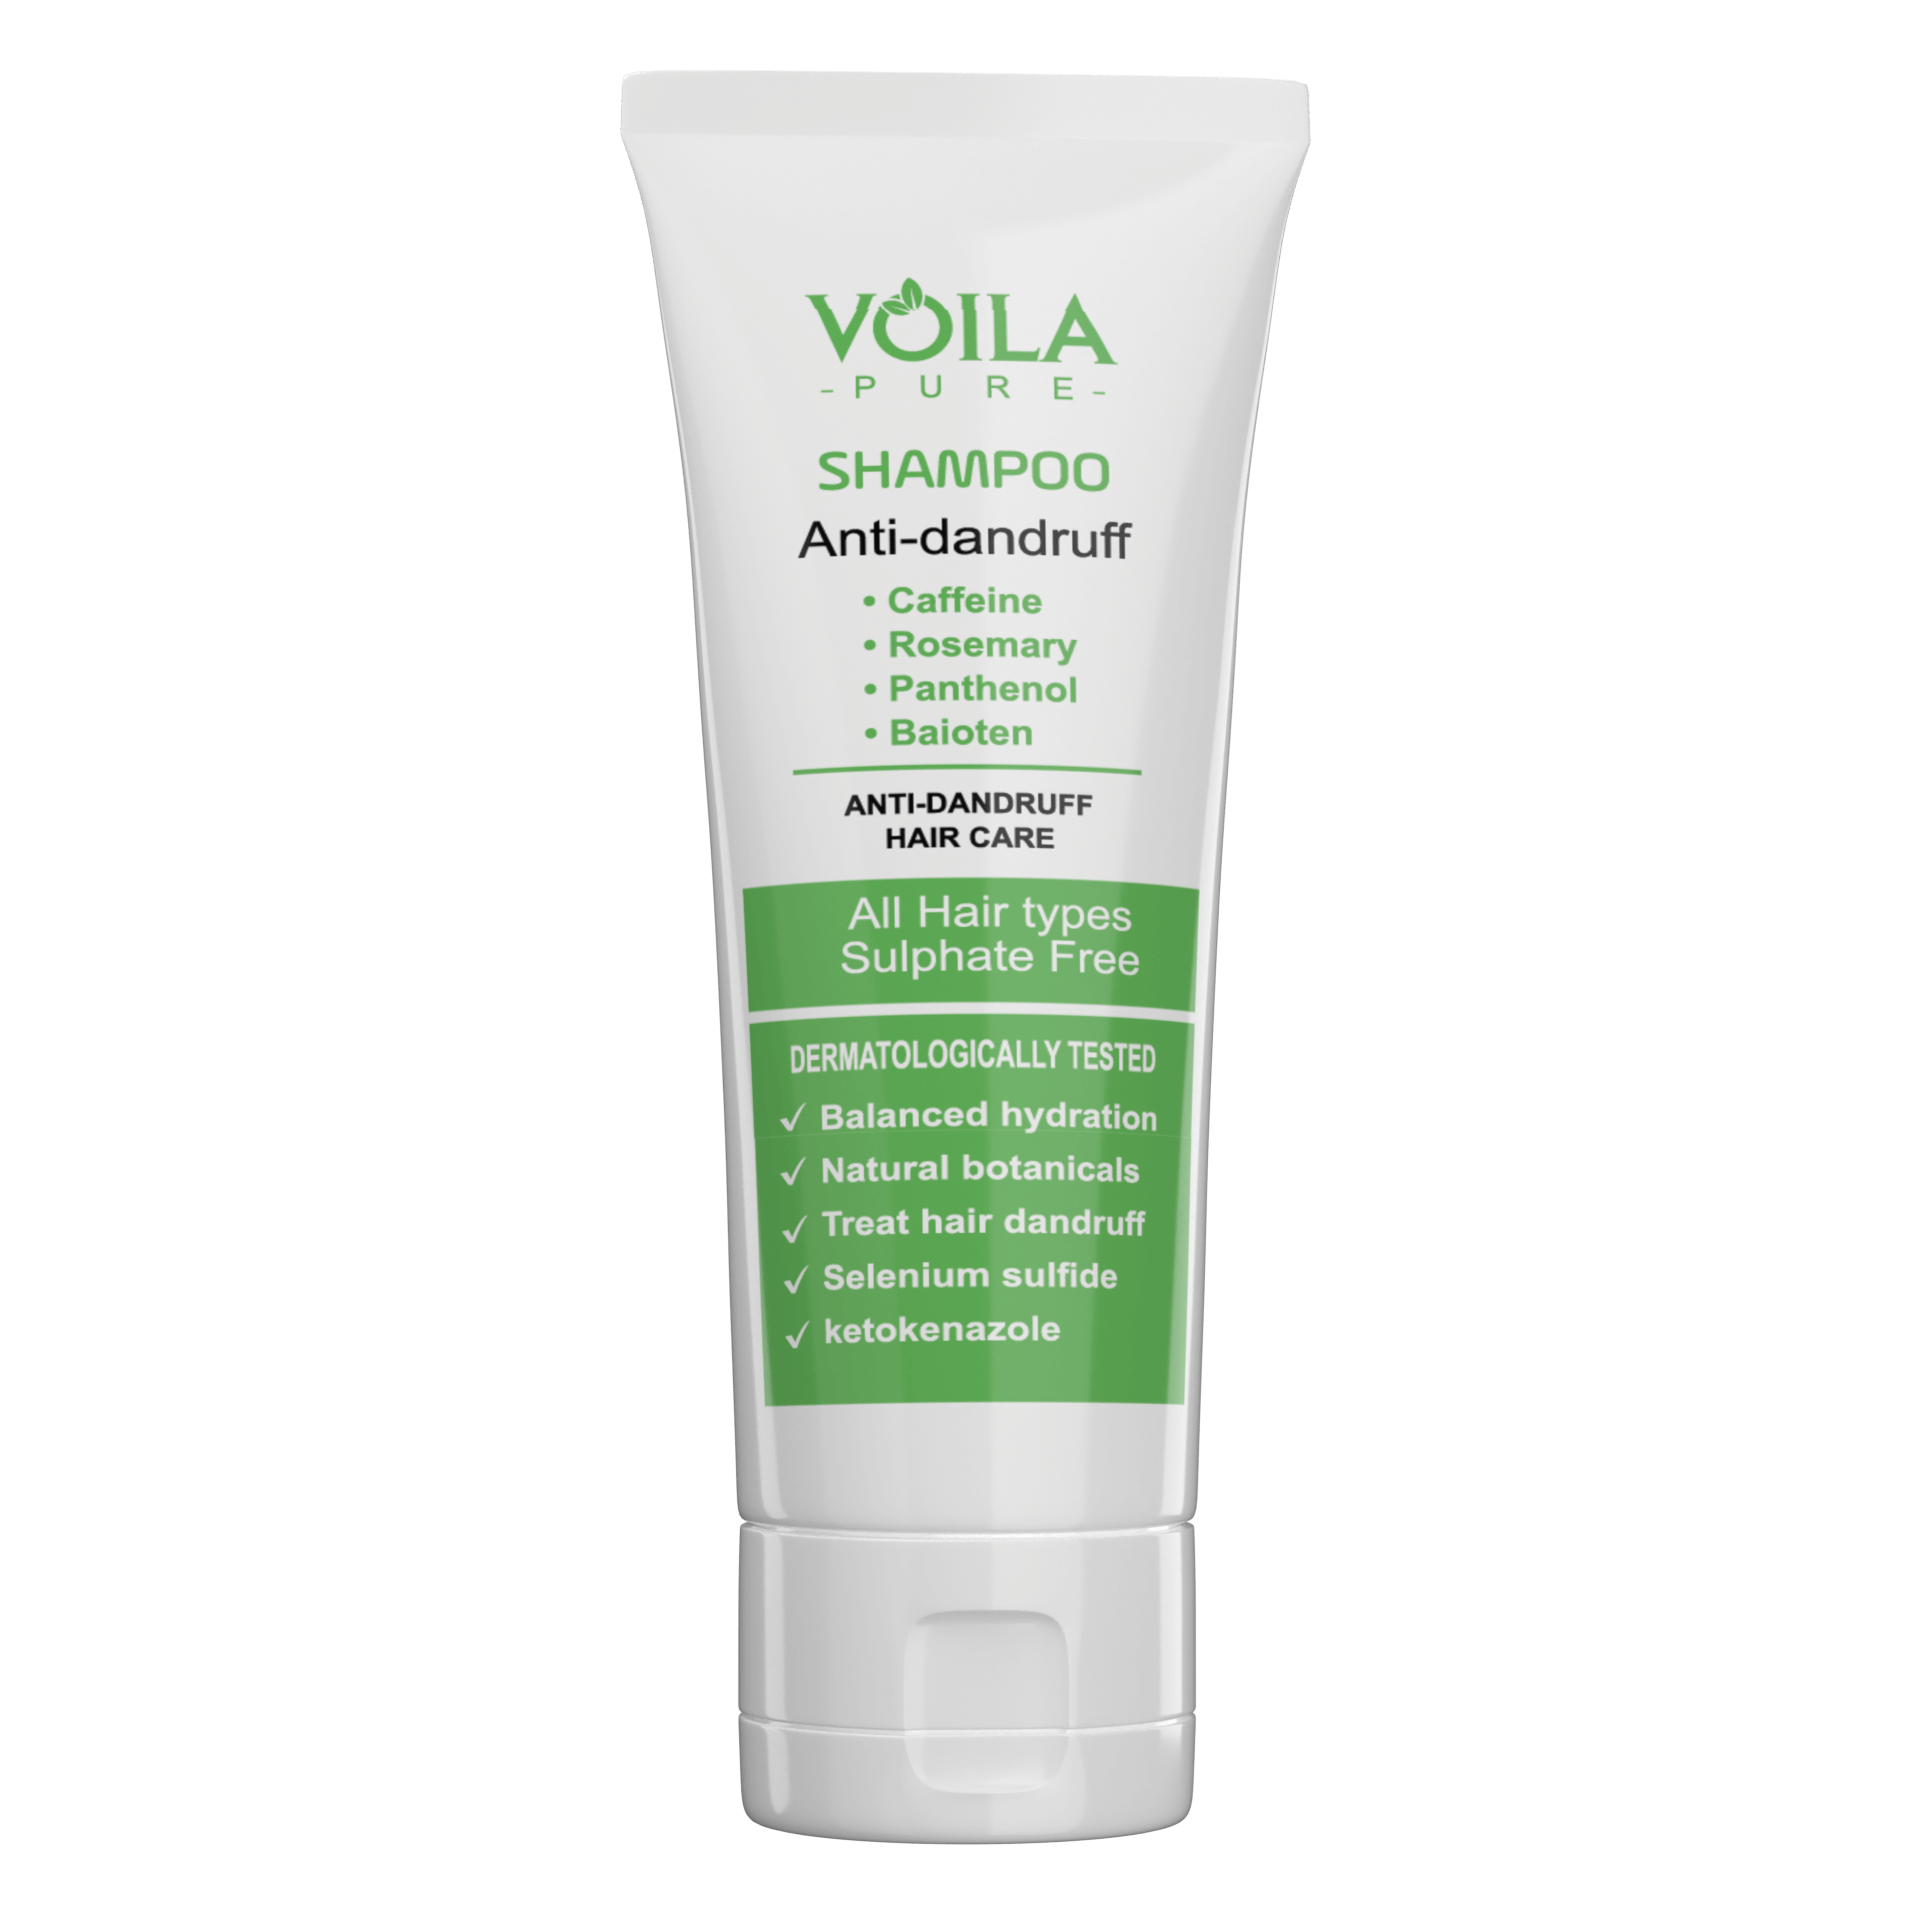 VOILA
- P U R E -
SHAMPOO
Anti-dandruff
• Caffeine
• Rosemary
• Panthenol
• Baioten
ANTI-DANDRUFF
HAIR CARE
All Hair types
Sulphate Free
DERMATOLOGICALLY TESTED
✓ Balanced hydration
✓ Natural botanicals
✓ Treat hair dandruff
✓ Selenium sulfide
✓ ketokenazole